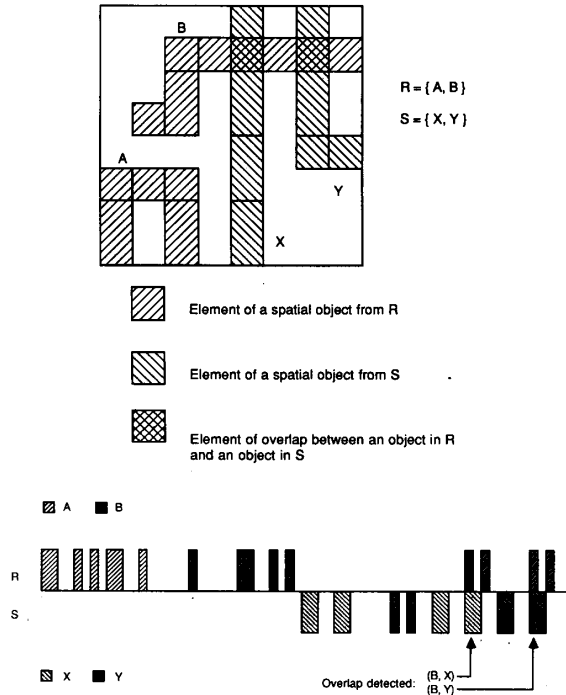 B
R = { A, B }
S = { X, Y }
A
Y
X
Element of a spatial object from R
Element of a spatial object from S
Element of overlap between an object in R
and an object in S
A B
R
S
X Y
Overlap detected: (B, X)
(B, Y)